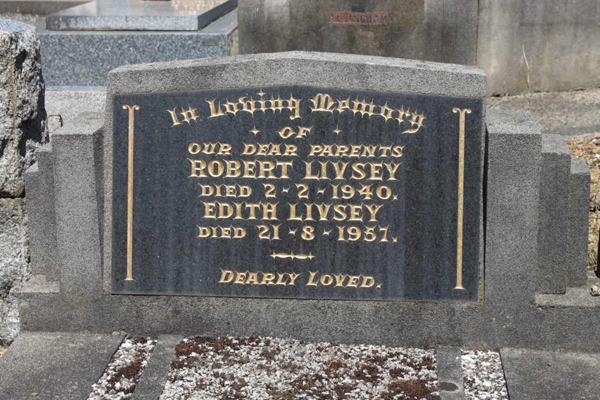 In Loving Memory
OF
OUR DEAR PARENTS
ROBERT LIVSEY
DIED 2-2-1940.
EDITH LIVSEY
DIED 21-8-1957.
DEARLY LOVED.